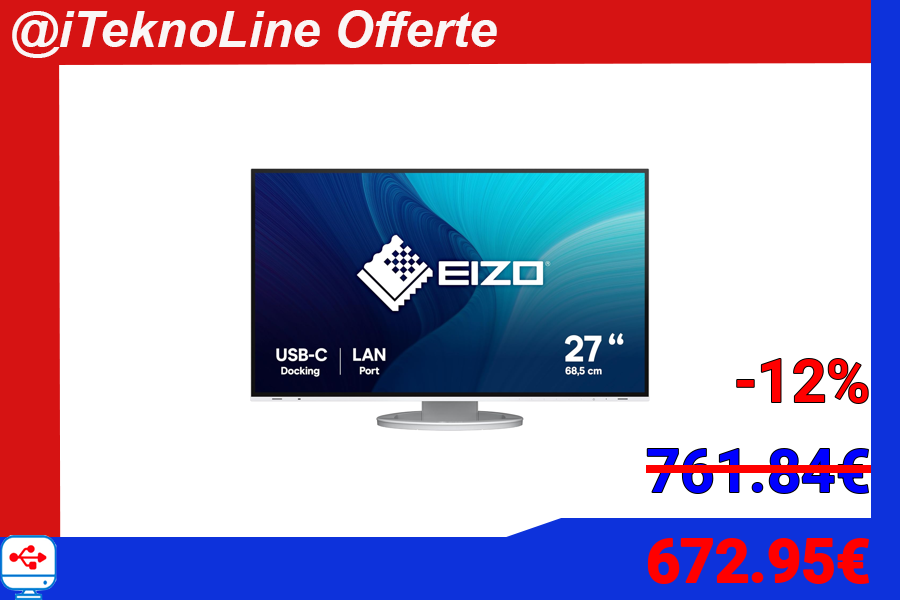 @iTeknoLine Offerte
EIZO®
USB-C
Docking
LAN
Port
27“
68,5 cm
-12%
761.84€
672.95€